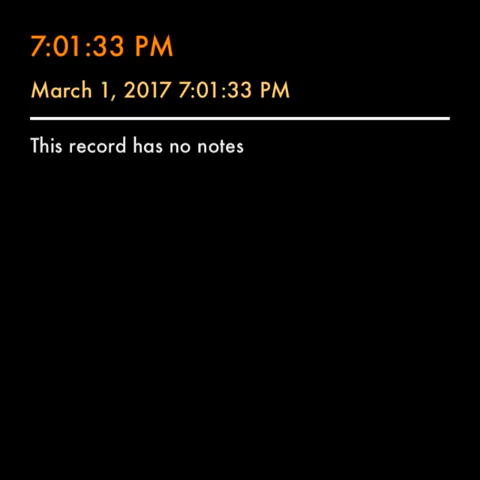 7:01:33 PM
March 1, 2017 7:01:33 PM
This record has no notes